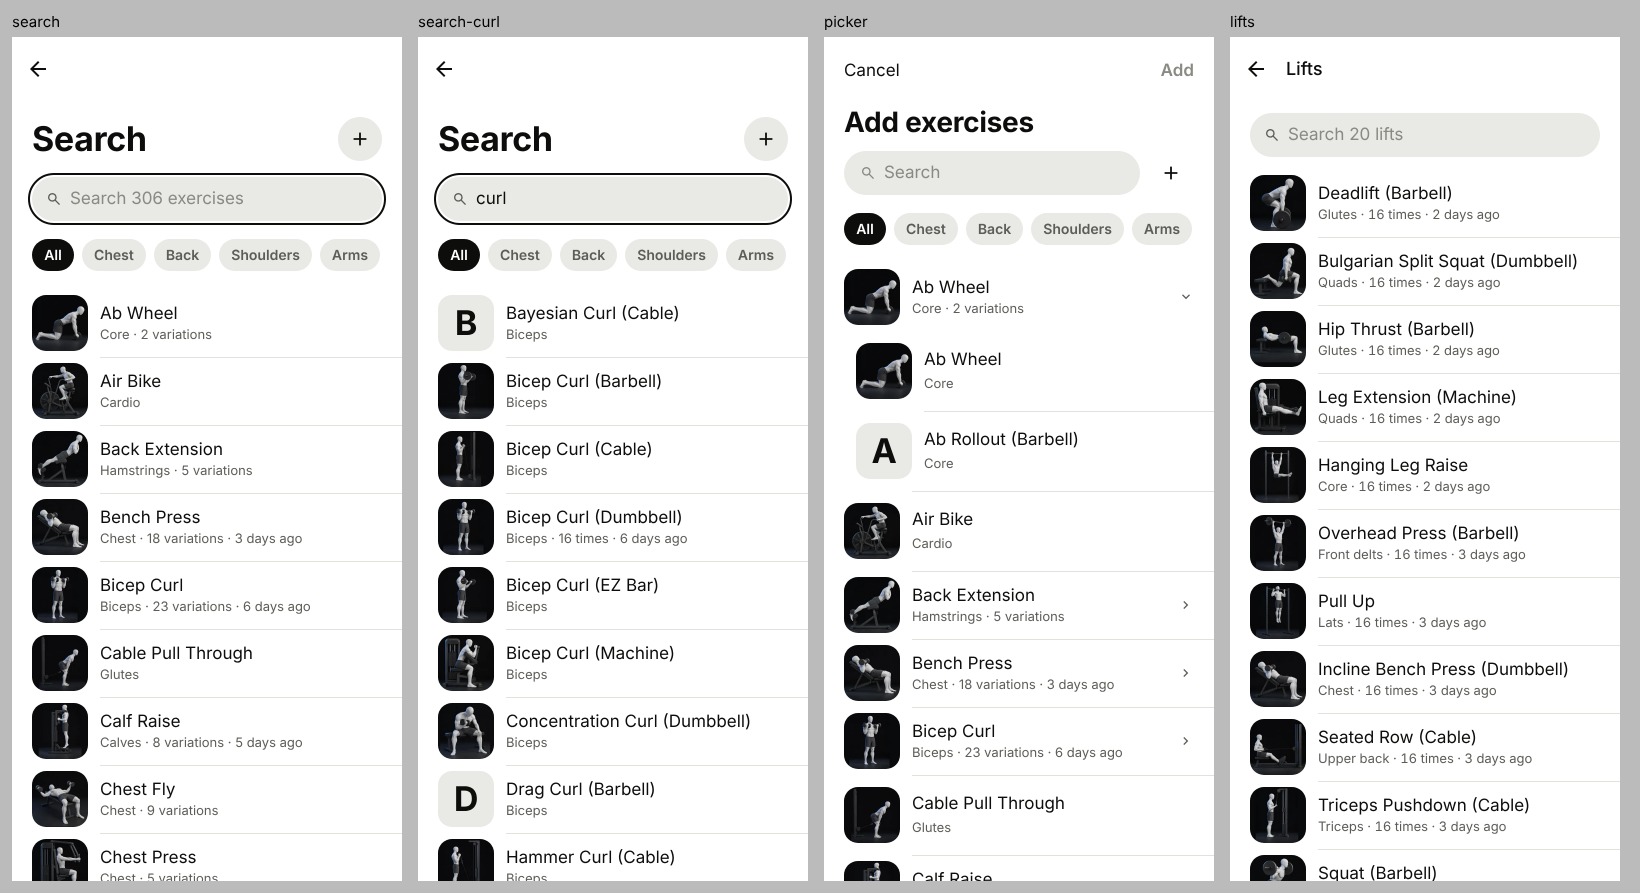 search
Search
Search 306 exercises
All Chest Back Shoulders Arms
Ab Wheel
Core · 2 variations
Air Bike
Cardio
Back Extension
Hamstrings · 5 variations
Bench Press
Chest · 18 variations · 3 days ago
Bicep Curl
Biceps · 23 variations · 6 days ago
Cable Pull Through
Glutes
Calf Raise
Calves · 8 variations · 5 days ago
Chest Fly
Chest · 9 variations
Chest Press
Chest · 5 variations
search-curl
Search
curl
All Chest Back Shoulders Arms
B
Bayesian Curl (Cable)
Biceps
Bicep Curl (Barbell)
Biceps
Bicep Curl (Cable)
Biceps
Bicep Curl (Dumbbell)
Biceps · 16 times · 6 days ago
Bicep Curl (EZ Bar)
Biceps
Bicep Curl (Machine)
Biceps
Concentration Curl (Dumbbell)
Biceps
D
Drag Curl (Barbell)
Biceps
Hammer Curl (Cable)
Biceps
picker
Cancel Add
Add exercises
Search
All Chest Back Shoulders Arms
Ab Wheel
Core · 2 variations
Ab Wheel
Core
A
Ab Rollout (Barbell)
Core
Air Bike
Cardio
Back Extension
Hamstrings · 5 variations
Bench Press
Chest · 18 variations · 3 days ago
Bicep Curl
Biceps · 23 variations · 6 days ago
Cable Pull Through
Glutes
Calf Raise
lifts
Lifts
Search 20 lifts
Deadlift (Barbell)
Glutes · 16 times · 2 days ago
Bulgarian Split Squat (Dumbbell)
Quads · 16 times · 2 days ago
Hip Thrust (Barbell)
Glutes · 16 times · 2 days ago
Leg Extension (Machine)
Quads · 16 times · 2 days ago
Hanging Leg Raise
Core · 16 times · 2 days ago
Overhead Press (Barbell)
Front delts · 16 times · 3 days ago
Pull Up
Lats · 16 times · 3 days ago
Incline Bench Press (Dumbbell)
Chest · 16 times · 3 days ago
Seated Row (Cable)
Upper back · 16 times · 3 days ago
Triceps Pushdown (Cable)
Triceps · 16 times · 3 days ago
Squat (Barbell)